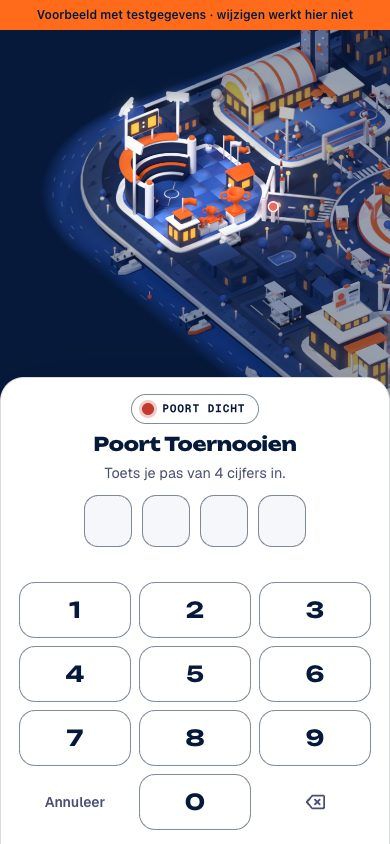 Voorbeeld met testgegevens · wijzigen werkt hier niet
POORT DICHT
Poort Toernooien
Toets je pas van 4 cijfers in.
1 2 3
4 5 6
7 8 9
Annuleer 0